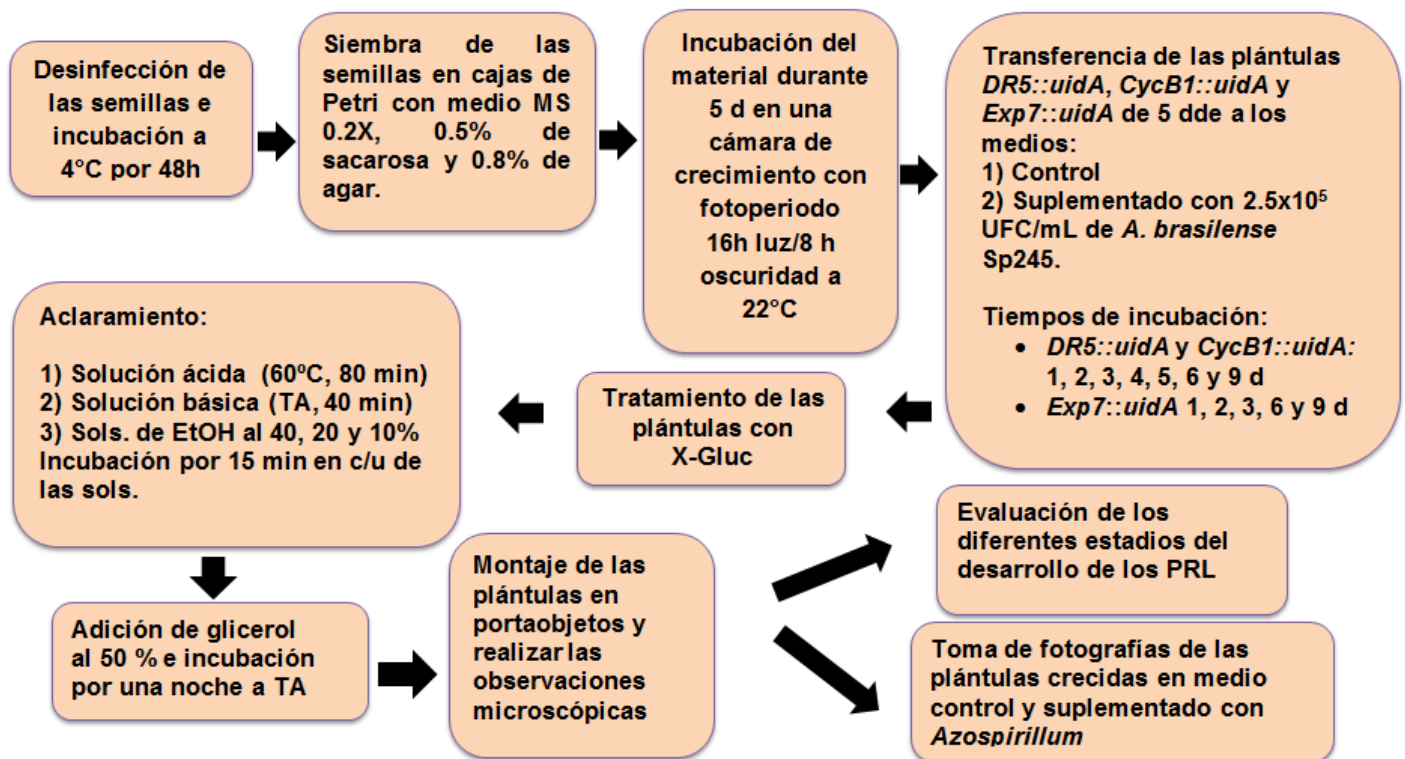 Desinfección de
las semillas e
incubación a
4°C por 48h
Siembra de las
semillas en cajas de
Petri con medio MS
0.2X, 0.5% de
sacarosa y 0.8% de
agar.
Incubación del
material durante
5 d en una
cámara de
crecimiento con
fotoperiodo
16h luz/8 h
oscuridad a
22°C
Transferencia de las plántulas
DR5::uidA, CycB1::uidA y
Exp7::uidA de 5 dde a los
medios:
1) Control
2) Suplementado con 2.5x10⁵
UFC/mL de A. brasilense
Sp245.
Tiempos de incubación:
• DR5::uidA y CycB1::uidA:
1, 2, 3, 4, 5, 6 y 9 d
• Exp7::uidA 1, 2, 3, 6 y 9 d
Tratamiento de las
plántulas con
X-Gluc
Aclaramiento:
1) Solución ácida (60ºC, 80 min)
2) Solución básica (TA, 40 min)
3) Sols. de EtOH al 40, 20 y 10%
Incubación por 15 min en c/u de
las sols.
Adición de glicerol
al 50 % e incubación
por una noche a TA
Montaje de las
plántulas en
portaobjetos y
realizar las
observaciones
microscópicas
Evaluación de los
diferentes estadios del
desarrollo de los PRL
Toma de fotografías de las
plántulas crecidas en medio
control y suplementado con
Azospirillum